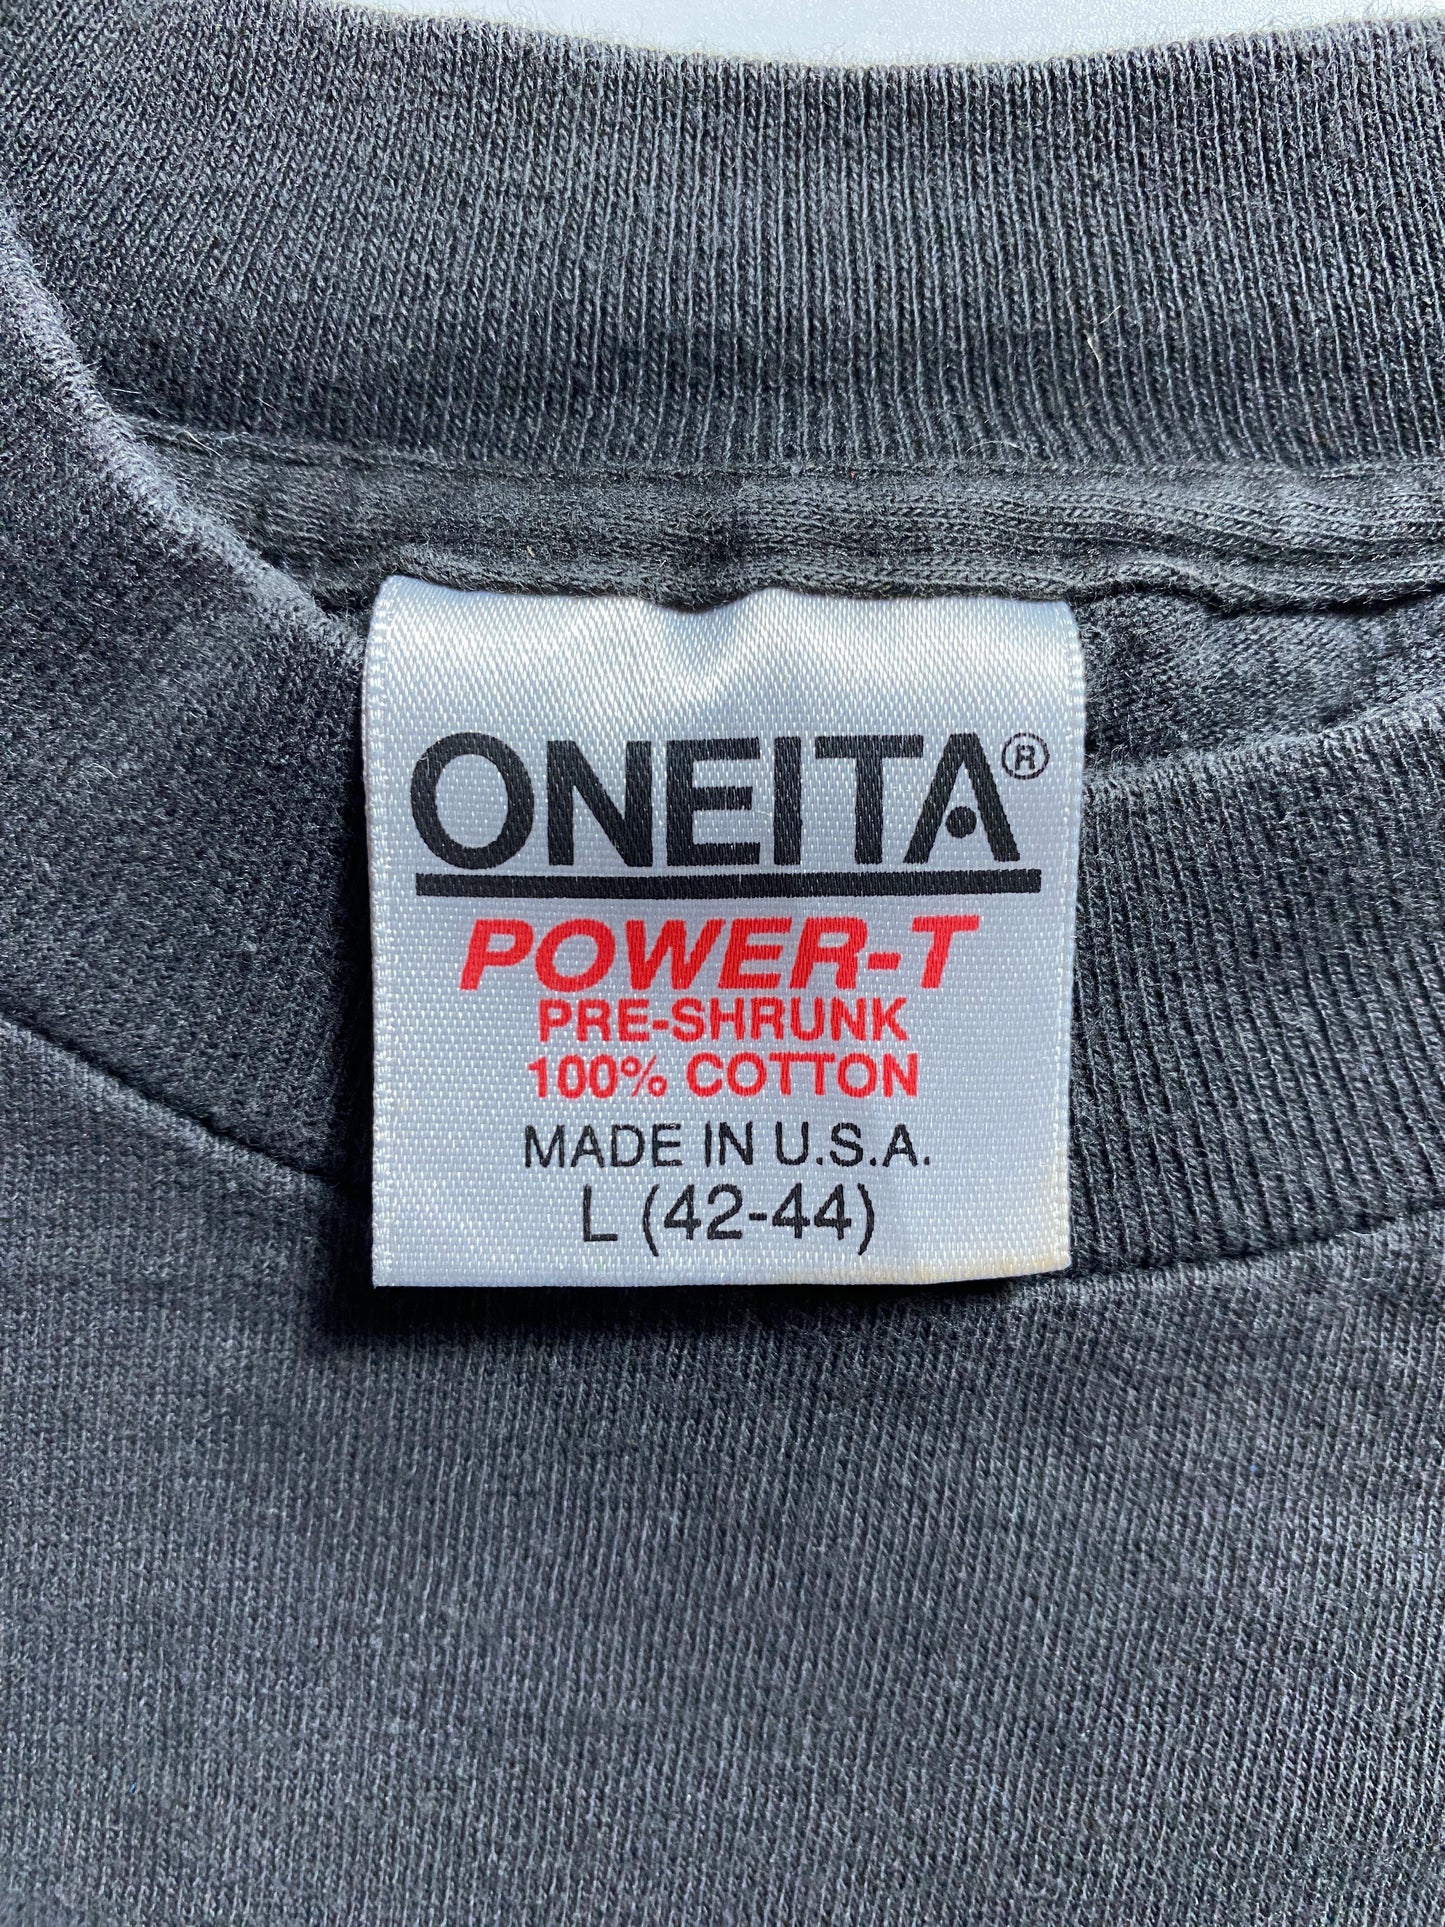 ONEITA®
POWER-T
PRE-SHRUNK
100% COTTON
MADE IN U.S.A.
L (42-44)